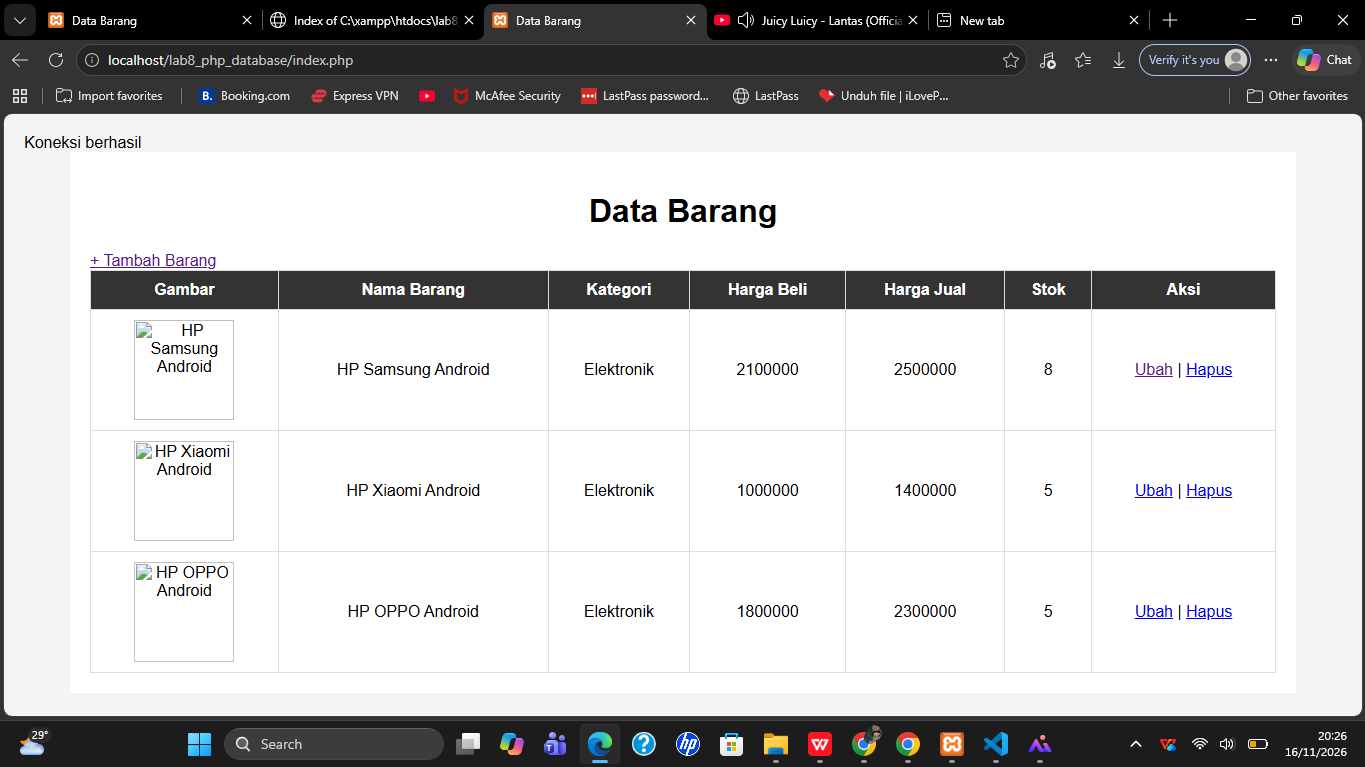 Data Barang
Index of C:\xampp\htdocs\lab8
Data Barang
Juicy Luicy - Lantas (Officia
New tab
localhost/lab8_php_database/index.php
Verify it's you
Chat
Import favorites
Booking.com
Express VPN
McAfee Security
LastPass password...
LastPass
Unduh file | iLoveP...
Other favorites
Koneksi berhasil
Data Barang
+ Tambah Barang
Gambar Nama Barang Kategori Harga Beli Harga Jual Stok Aksi
HP Samsung Android HP Samsung Android Elektronik 2100000 2500000 8 Ubah | Hapus
HP Xiaomi Android HP Xiaomi Android Elektronik 1000000 1400000 5 Ubah | Hapus
HP OPPO Android HP OPPO Android Elektronik 1800000 2300000 5 Ubah | Hapus
29°
Search
20:26
16/11/2026